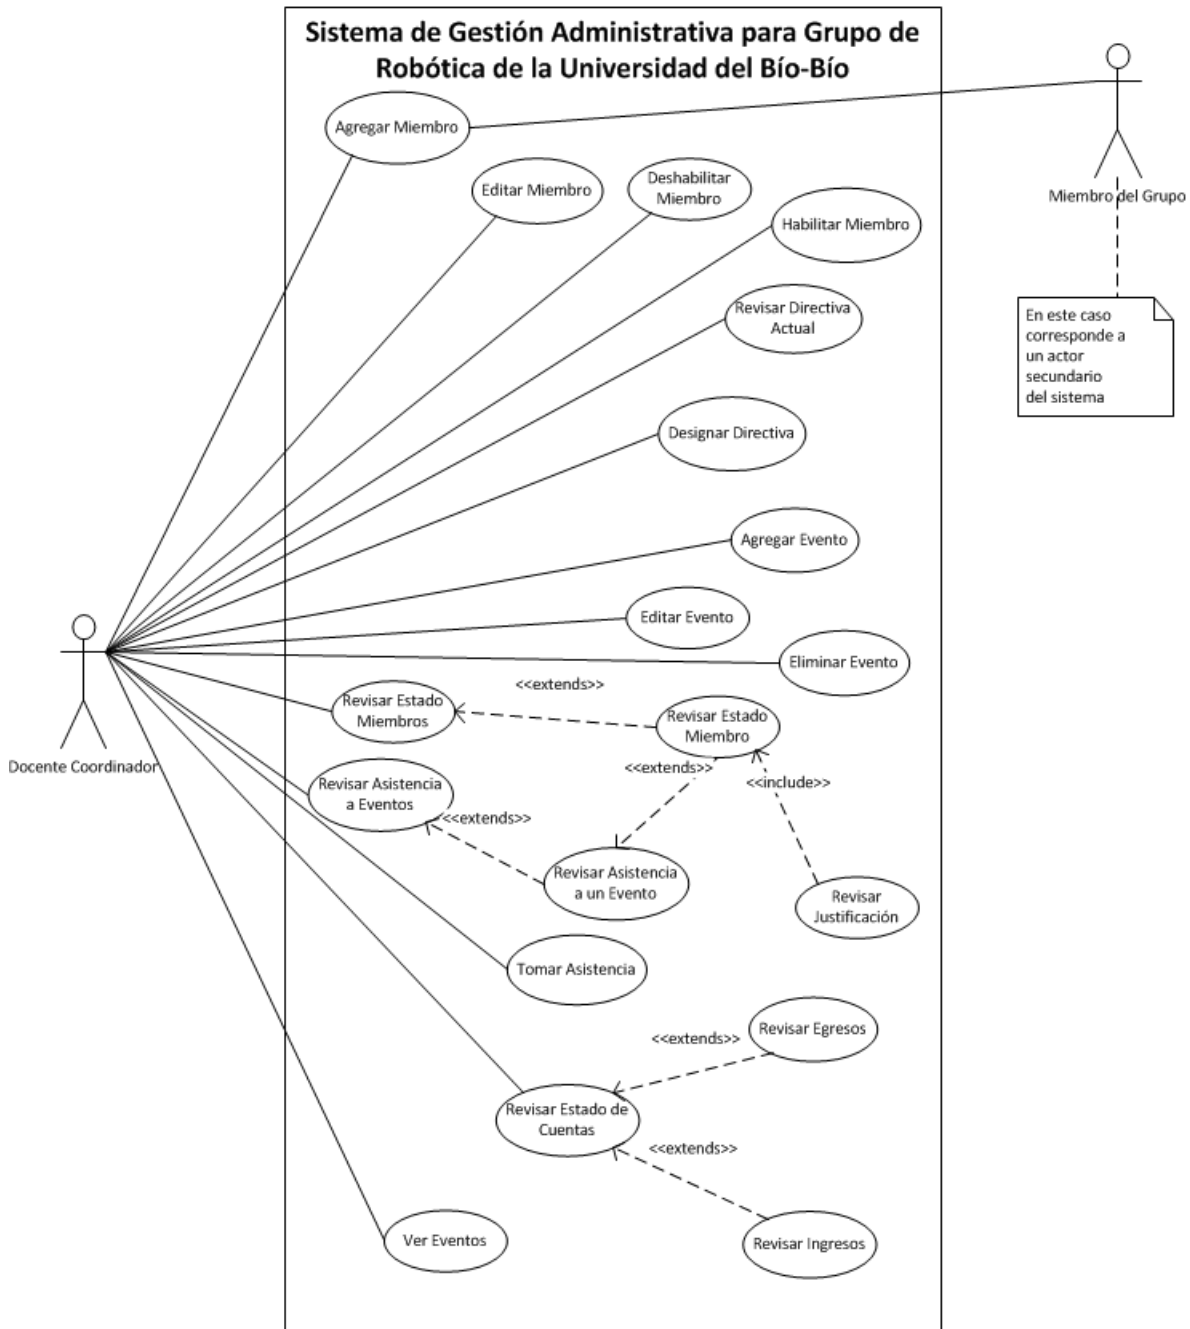 Sistema de Gestión Administrativa para Grupo de
Robótica de la Universidad del Bío-Bío
Agregar Miembro
Editar Miembro
Deshabilitar
Miembro
Habilitar Miembro
Miembro del Grupo
Revisar Directiva
Actual
En este caso
corresponde a
un actor
secundario
del sistema
Designar Directiva
Agregar Evento
Editar Evento
Eliminar Evento
<<extends>>
Revisar Estado
Miembros
Revisar Estado
Miembro
Docente Coordinador
<<extends>>
<<include>>
Revisar Asistencia
a Eventos
<<extends>>
Revisar Asistencia
a un Evento
Revisar
Justificación
Tomar Asistencia
Revisar Egresos
<<extends>>
Revisar Estado de
Cuentas
<<extends>>
Ver Eventos
Revisar Ingresos